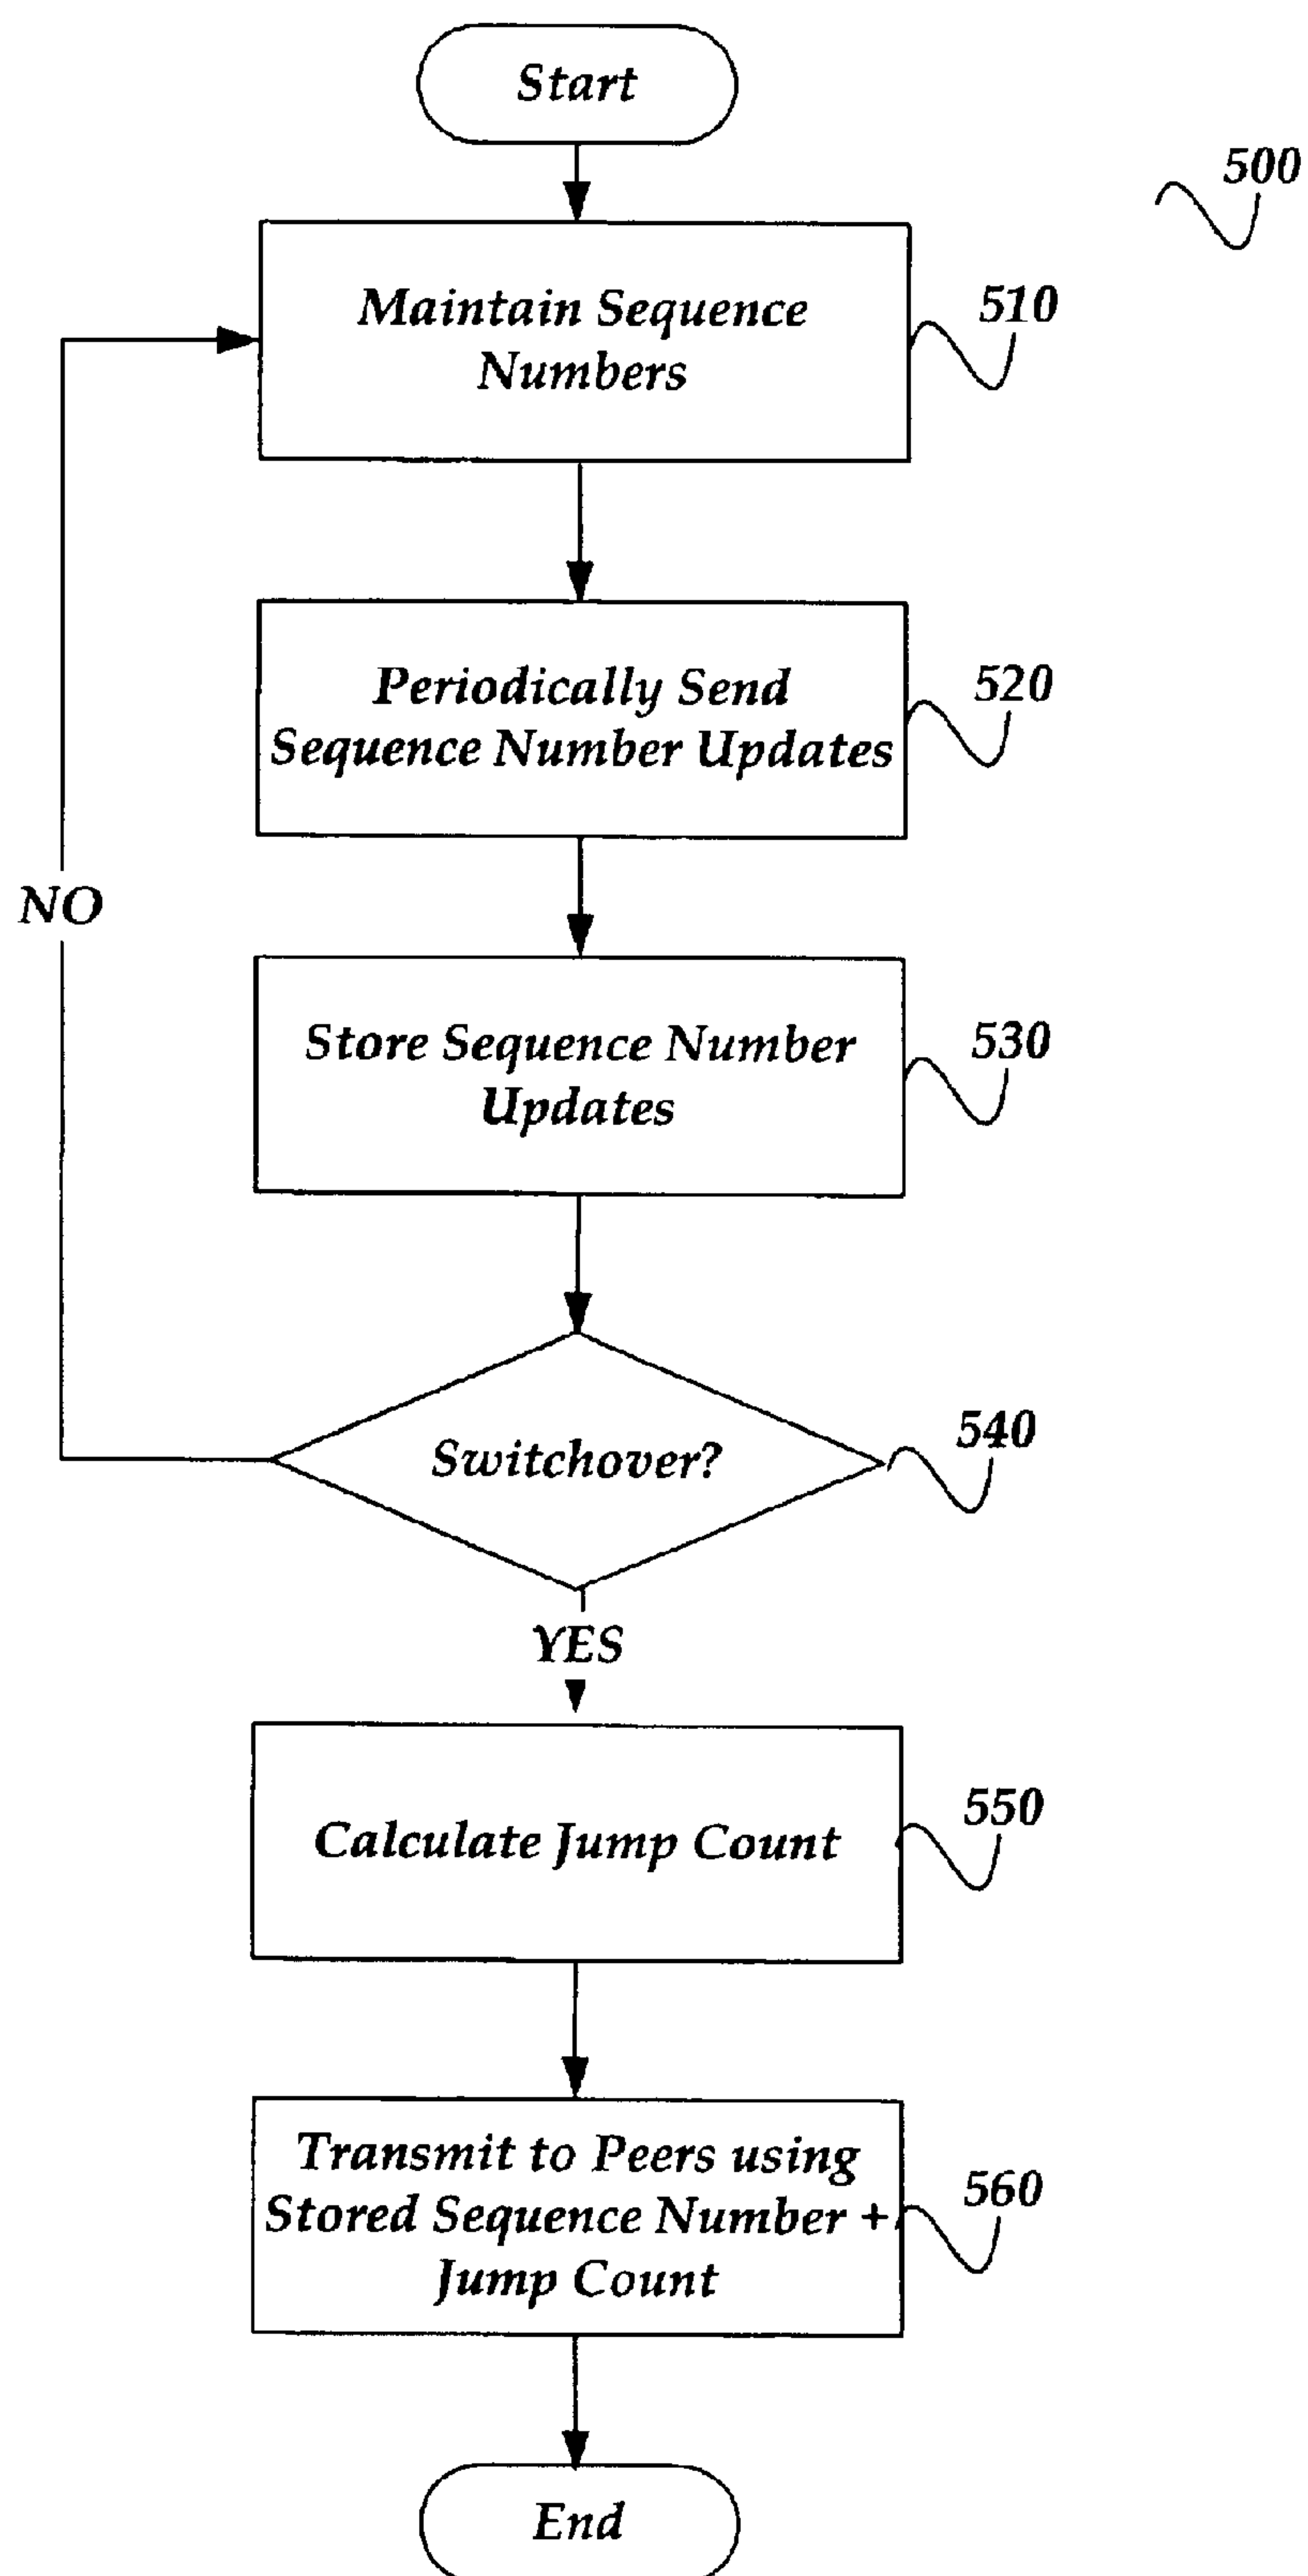 Start
500
Maintain Sequence
Numbers
510
Periodically Send
Sequence Number Updates
520
NO
Store Sequence Number
Updates
530
Switchover?
540
YES
Calculate Jump Count
550
Transmit to Peers using
Stored Sequence Number +
Jump Count
560
End